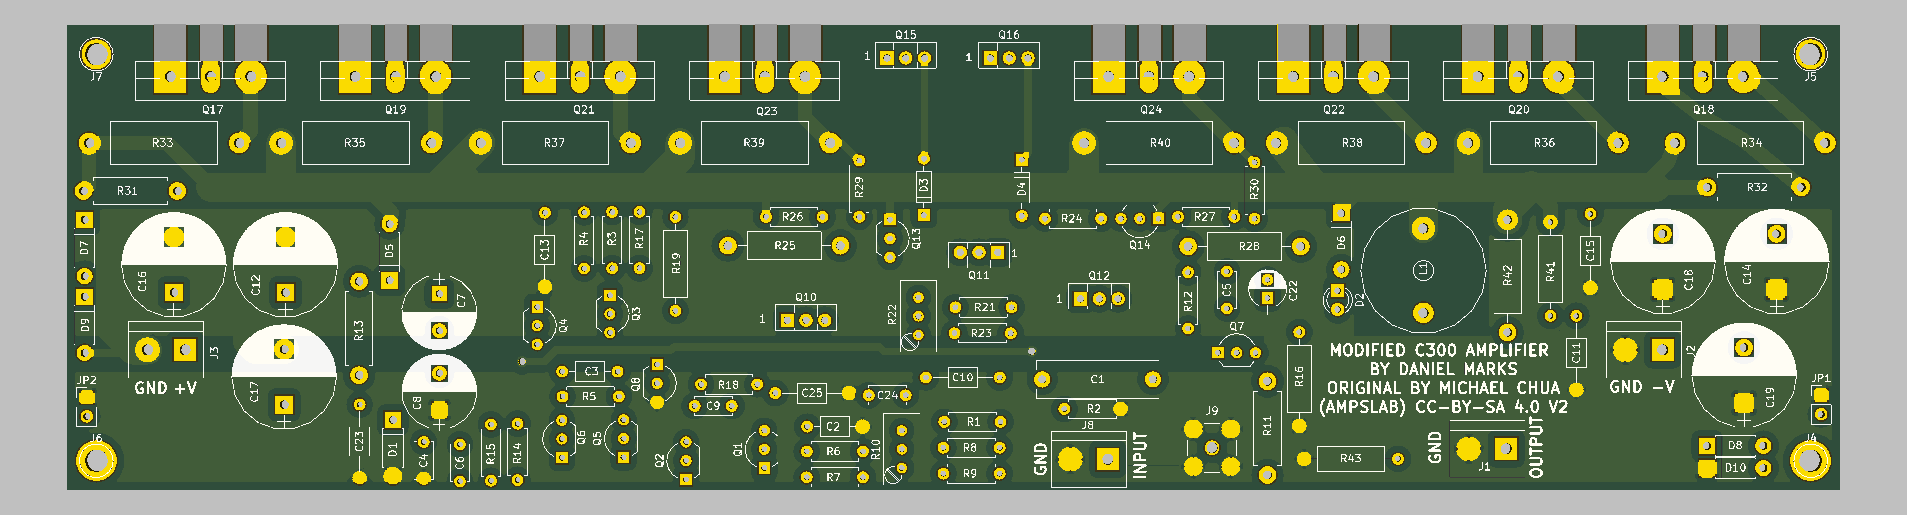 Q15 Q16
1 1
J7 J5
Q17 Q19 Q21 Q23 Q24 Q22 Q20 Q18
R33 R35 R37 R39 R40 R38 R36 R34
R31 R29 D3 D4 R30 R32
D7 C16 C12 D5 C13 R4 R3 R17 R19 R26 R25 Q13 R24 Q14 R27 R28 D6 L1 R42 R41 C15 C18 C14
Q11 1
D9 R13 C7 Q4 Q3 Q10 1 R22 R21 R23 Q12 1 R12 C5 C22 D2 Q7
J3 J2
GND +V
GND -V
MODIFIED C300 AMPLIFIER
BY DANIEL MARKS
ORIGINAL BY MICHAEL CHUA
(AMPSLAB) CC-BY-SA 4.0 V2
JP2 C17 C8 C3 R5 Q8 R18 C9 C25 C24 C10 C1 R2 R16 C11 C19 JP1
J6 C23 D1 C4 C6 R15 R14 Q6 Q5 Q2 Q1 C2 R6 R7 R10 R1 R8 R9 J8 J9 R11 R43 J1 D8 D10 J4
GND INPUT
GND OUTPUT